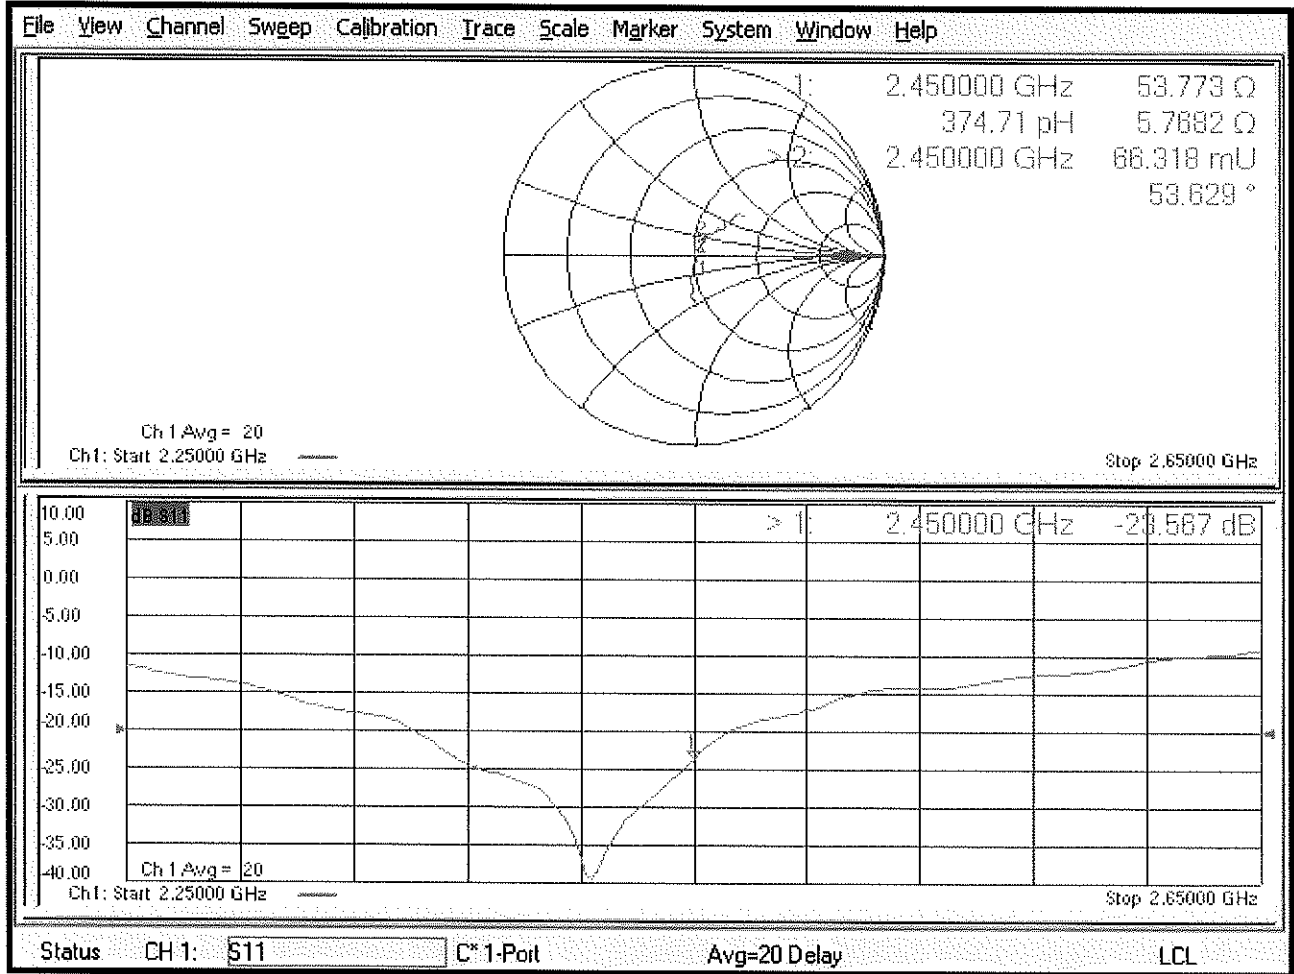 File View Channel Sweep Calibration Trace Scale Marker System Window Help
1: 2.450000 GHz 53.773 Ω
374.71 pH 5.7682 Ω
> 2: 2.450000 GHz 66.318 mU
53.629 °
Ch 1 Avg = 20
Ch1: Start 2.25000 GHz
Stop 2.65000 GHz
10.00 dB S11
> 1: 2.450000 GHz -23.567 dB
5.00
0.00
-5.00
-10.00
-15.00
-20.00
-25.00
-30.00
-35.00
-40.00
Ch 1 Avg = 20
Ch1: Start 2.25000 GHz
Stop 2.65000 GHz
Status CH 1: S11 C* 1-Port Avg=20 Delay LCL